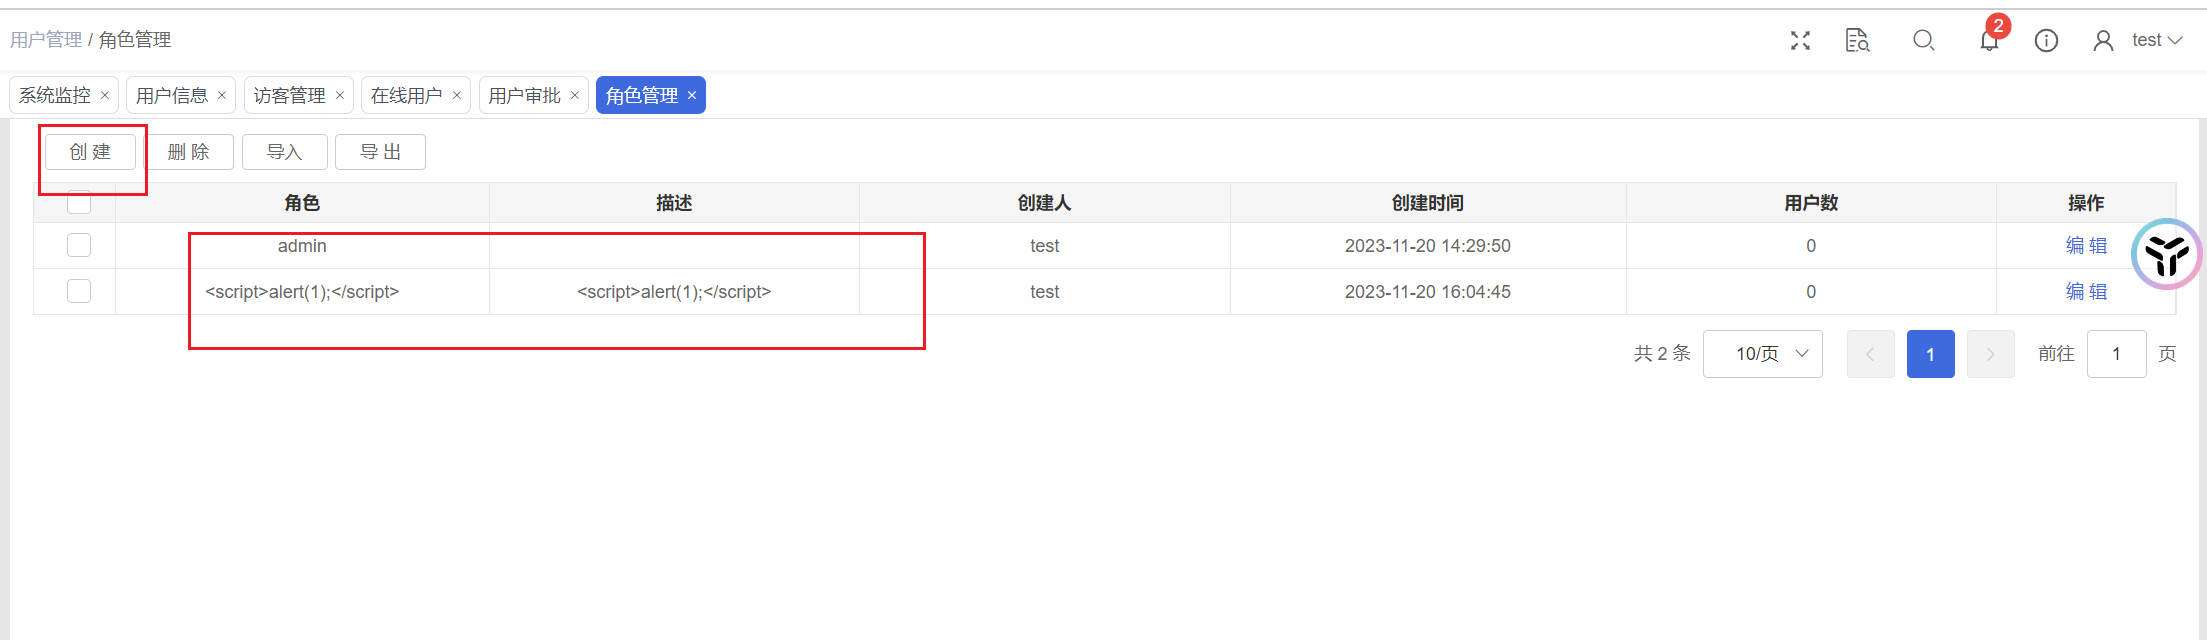 用户管理 / 角色管理
2
test
系统监控 × 用户信息 × 访客管理 × 在线用户 × 用户审批 × 角色管理 ×
创 建 删 除 导入 导 出
角色 描述 创建人 创建时间 用户数 操作
admin test 2023-11-20 14:29:50 0 编 辑
<script>alert(1);</script> <script>alert(1);</script> test 2023-11-20 16:04:45 0 编 辑
共 2 条 10/页 1 前往 1 页